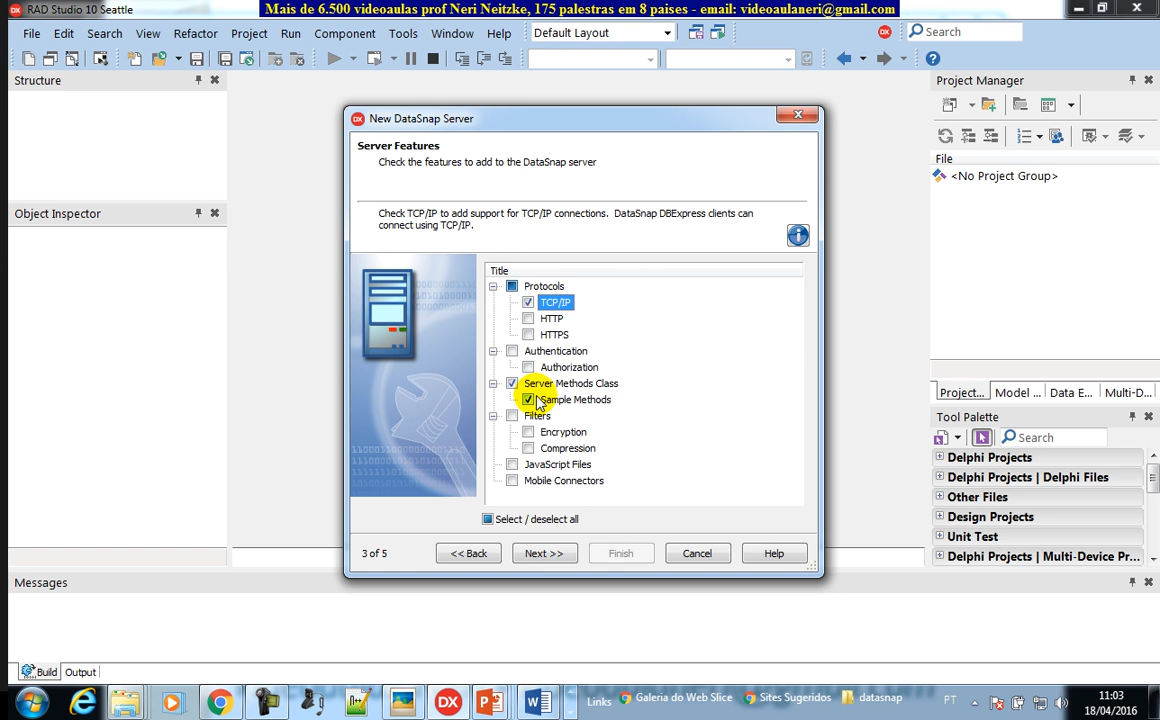 RAD Studio 10 Seattle
Mais de 6.500 videoaulas prof Neri Neitzke, 175 palestras em 8 paises - email: videoaulaneri@gmail.com
File Edit Search View Refactor Project Run Component Tools Window Help
Default Layout
DX
Search
Structure
Project Manager
New DataSnap Server
Server Features
Check the features to add to the DataSnap server
File
<No Project Group>
Object Inspector
Check TCP/IP to add support for TCP/IP connections. DataSnap DBExpress clients can
connect using TCP/IP.
Title
Protocols
TCP/IP
HTTP
HTTPS
Authentication
Authorization
Server Methods Class
Sample Methods
Filters
Encryption
Compression
JavaScript Files
Mobile Connectors
Select / deselect all
3 of 5
<< Back
Next >>
Finish
Cancel
Help
Project... Model ... Data E... Multi-D...
Tool Palette
Search
Delphi Projects
Delphi Projects | Delphi Files
Other Files
Design Projects
Unit Test
Delphi Projects | Multi-Device Pr...
Messages
Build Output
DX
Links
Galeria do Web Slice
Sites Sugeridos
datasnap
PT
11:03
18/04/2016